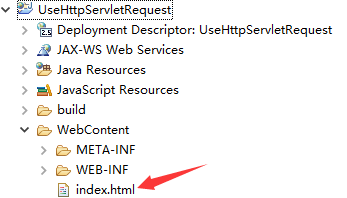 UseHttpServletRequest
Deployment Descriptor: UseHttpServletRequest
JAX-WS Web Services
Java Resources
JavaScript Resources
build
WebContent
META-INF
WEB-INF
index.html